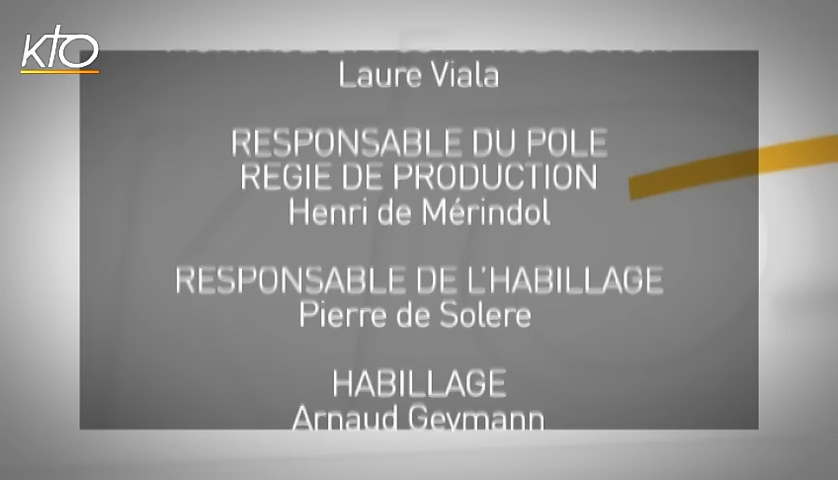 KTO
Laure Viala
RESPONSABLE DU POLE
REGIE DE PRODUCTION
Henri de Mérindol
RESPONSABLE DE L'HABILLAGE
Pierre de Solere
HABILLAGE
Arnaud Geymann